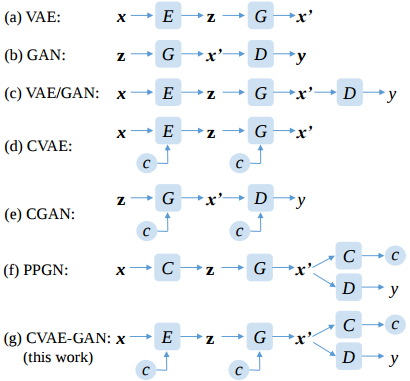 (a) VAE: x E z G x’
(b) GAN: z G x’ D y
(c) VAE/GAN: x E z G x’ D y
x E z G x’
(d) CVAE:
c c
z G x’ D y
(e) CGAN:
c c
C c
(f) PPGN: x C z G x’
D y
C c
(g) CVAE-GAN: x E z G x’
(this work) D y
c c